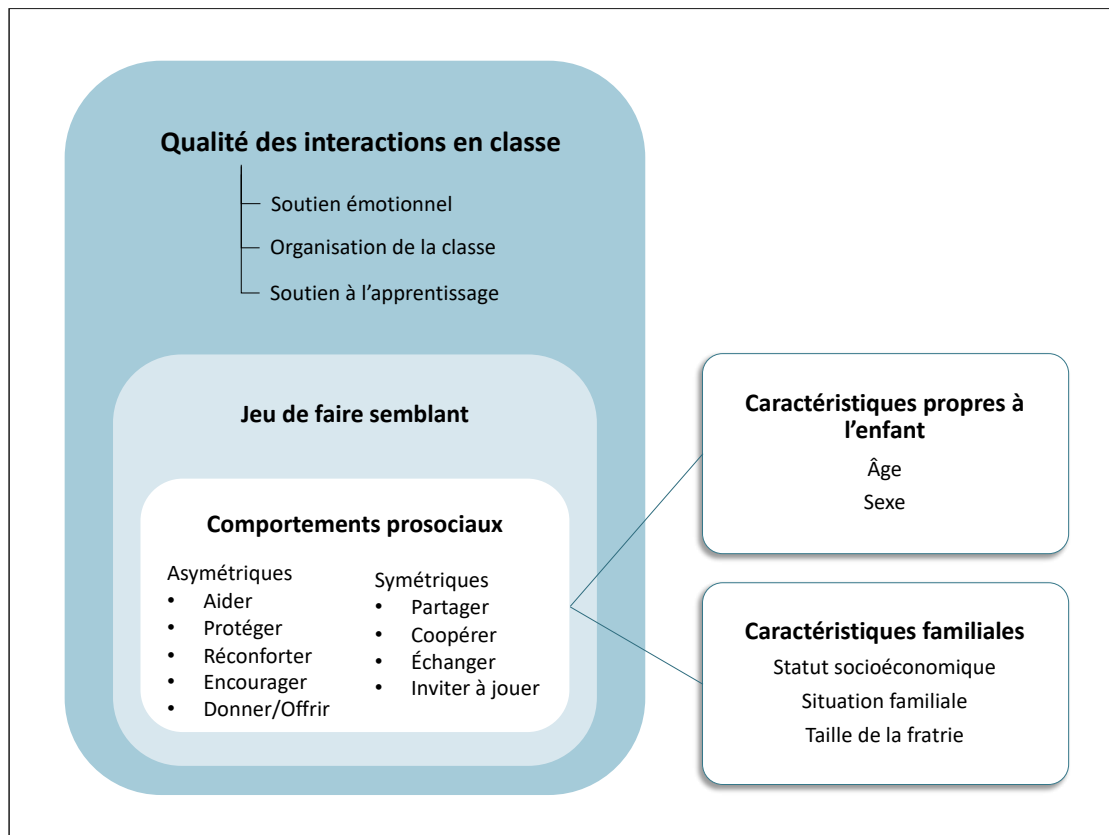 Qualité des interactions en classe
Soutien émotionnel
Organisation de la classe
Soutien à l'apprentissage
Jeu de faire semblant
Comportements prosociaux
Asymétriques
• Aider
• Protéger
• Réconforter
• Encourager
• Donner/Offrir
Symétriques
• Partager
• Coopérer
• Échanger
• Inviter à jouer
Caractéristiques propres à
l'enfant
Âge
Sexe
Caractéristiques familiales
Statut socioéconomique
Situation familiale
Taille de la fratrie